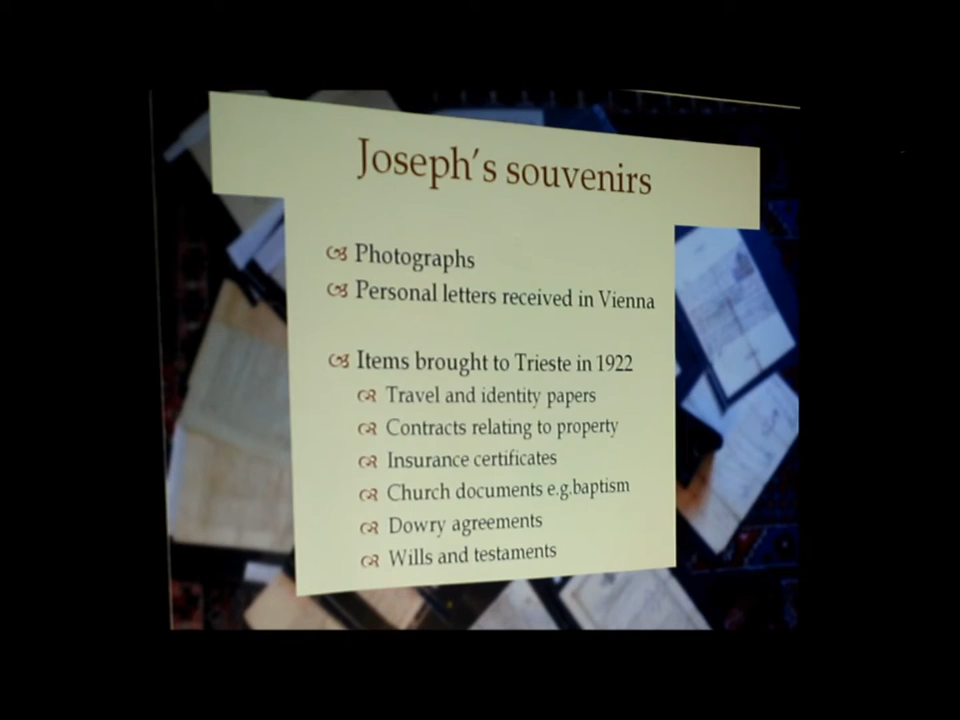 Joseph's souvenirs
Photographs
Personal letters received in Vienna
Items brought to Trieste in 1922
Travel and identity papers
Contracts relating to property
Insurance certificates
Church documents e.g.baptism
Dowry agreements
Wills and testaments